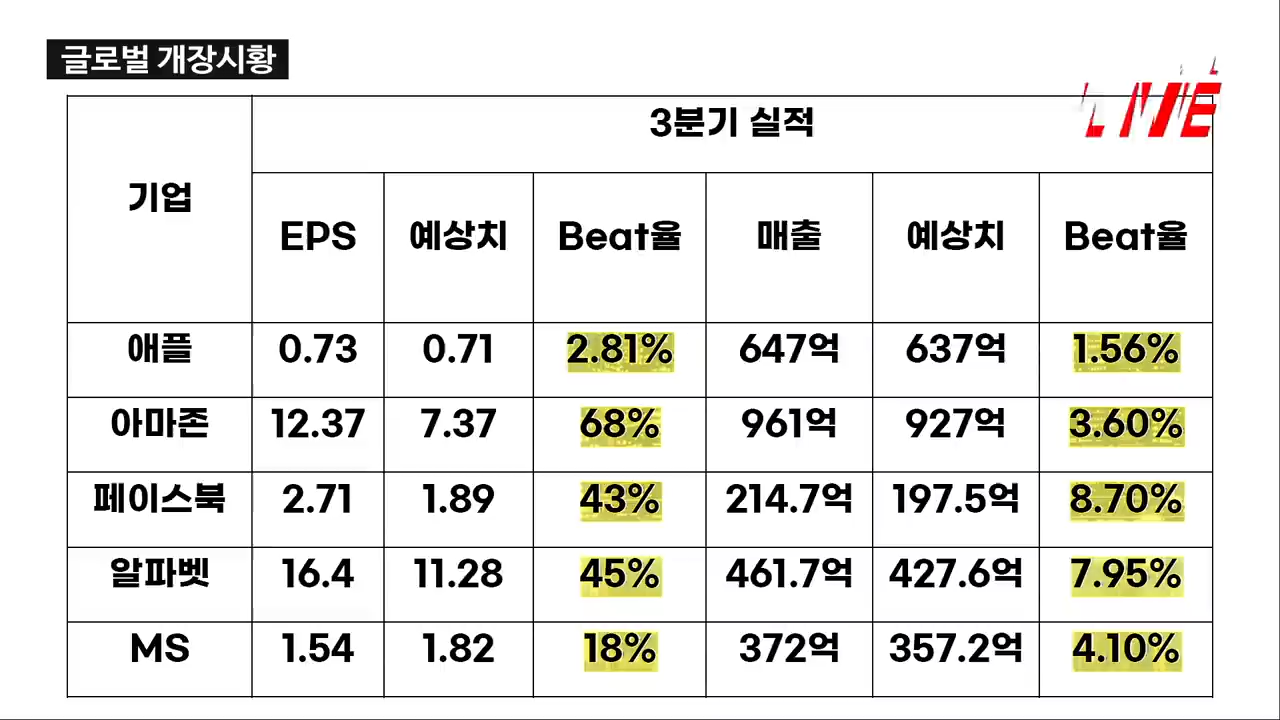 글로벌 개장시황
LIVE
기업
3분기 실적
EPS 예상치 Beat율 매출 예상치 Beat율
애플 0.73 0.71 2.81% 647억 637억 1.56%
아마존 12.37 7.37 68% 961억 927억 3.60%
페이스북 2.71 1.89 43% 214.7억 197.5억 8.70%
알파벳 16.4 11.28 45% 461.7억 427.6억 7.95%
MS 1.54 1.82 18% 372억 357.2억 4.10%